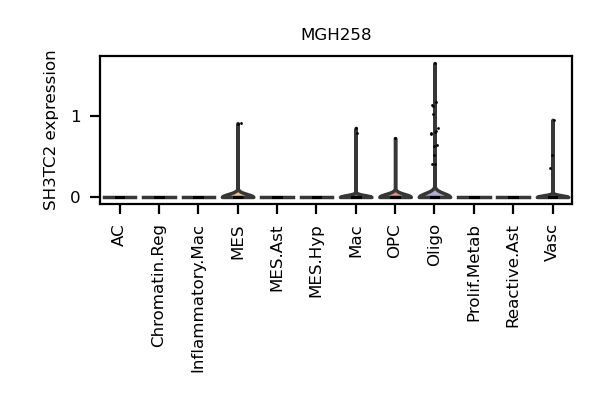 MGH258
SH3TC2 expression
1
0
AC
Chromatin.Reg
Inflammatory.Mac
MES
MES.Ast
MES.Hyp
Mac
OPC
Oligo
Prolif.Metab
Reactive.Ast
Vasc